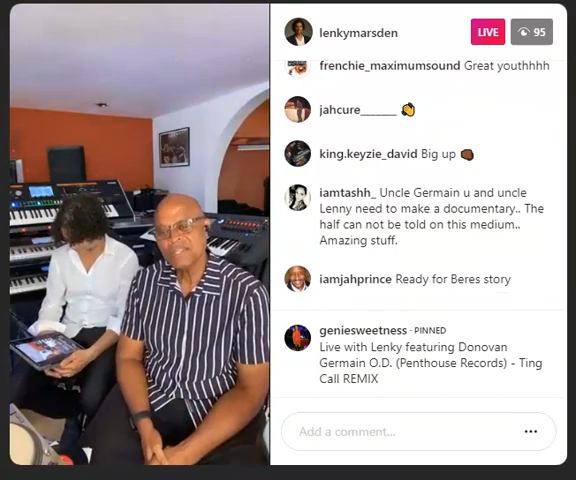 lenkymarsden
LIVE
95
frenchie_maximumsound Great youthhhh
jahcure_______ 👏
king.keyzie_david Big up 👊🏿
iamtashh_ Uncle Germain u and uncle
Lenny need to make a documentary.. The
half can not be told on this medium..
Amazing stuff.
iamjahprince Ready for Beres story
geniesweetness · PINNED
Live with Lenky featuring Donovan
Germain O.D. (Penthouse Records) - Ting
Call REMIX
Add a comment...